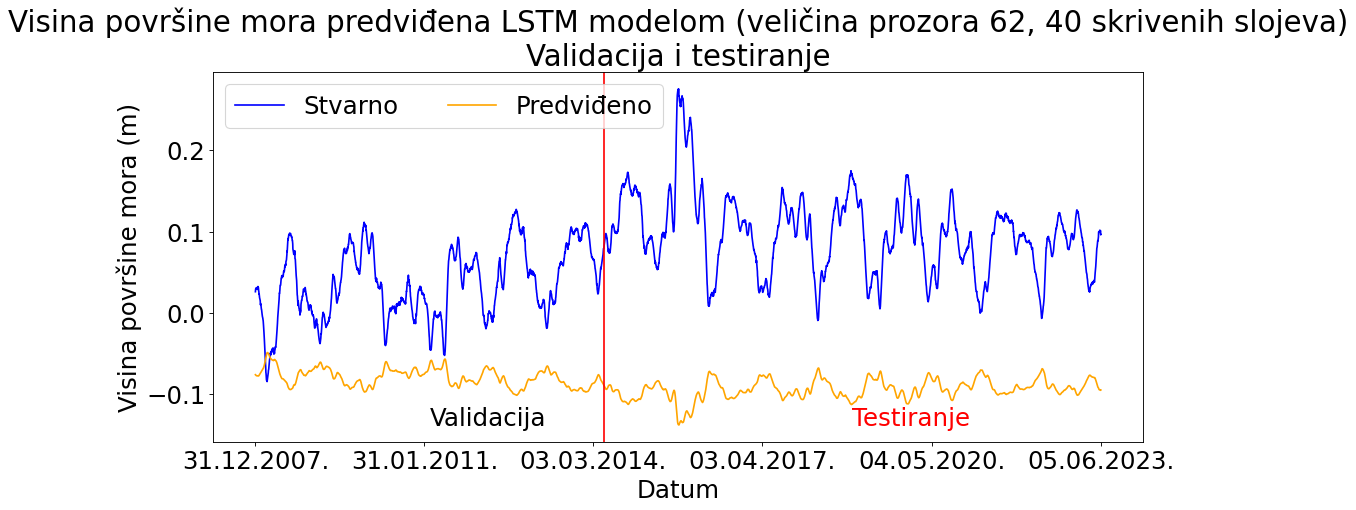 Visina površine mora predviđena LSTM modelom (veličina prozora 62, 40 skrivenih slojeva)
Validacija i testiranje
Stvarno
Predviđeno
Visina površine mora (m)
0.2
0.1
0.0
−0.1
Validacija
Testiranje
31.12.2007.
31.01.2011.
03.03.2014.
03.04.2017.
04.05.2020.
05.06.2023.
Datum